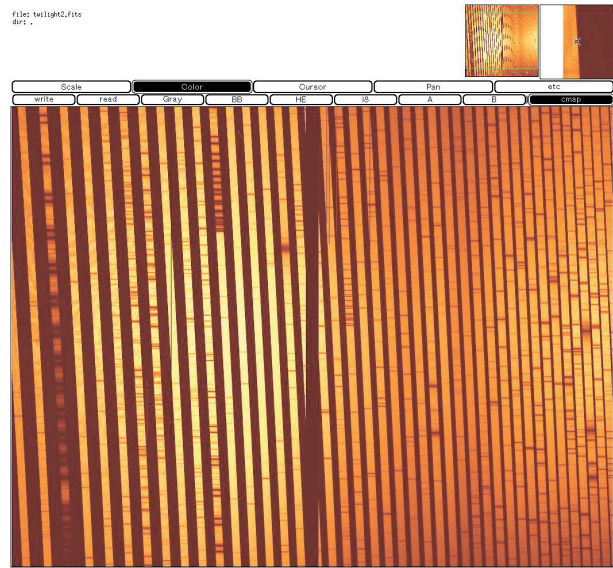 file: twilight2.fits
dir: .
Scale Color Cursor Pan etc
write read Gray BB HE I8 A B cmap